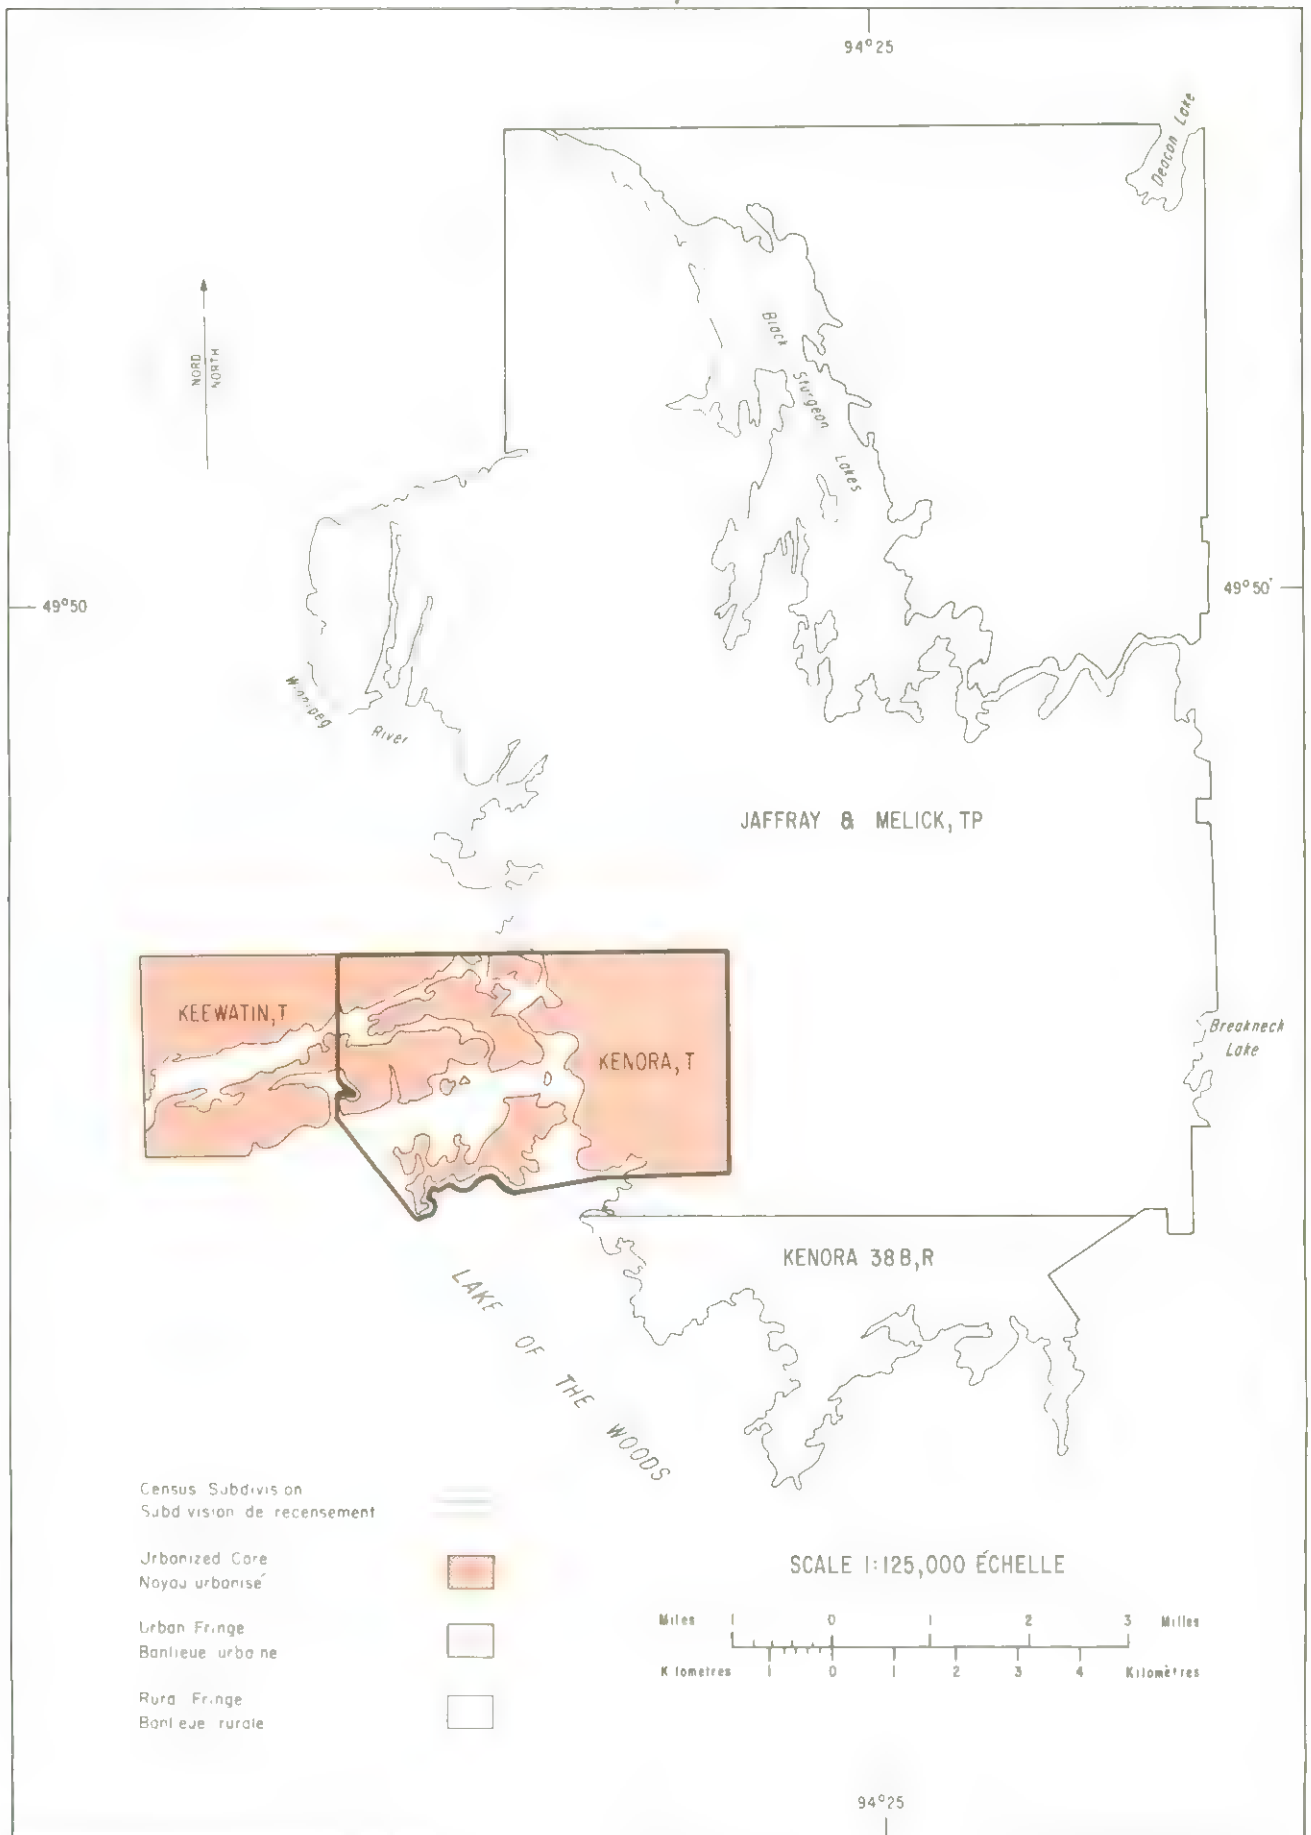 94°25
Deacon Lake
NORD
NORTH
Black Sturgeon Lakes
49°50
49°50'
Winnipeg River
JAFFRAY & MELICK, TP
KEEWATIN, T
KENORA, T
Breakneck
Lake
KENORA 38B, R
LAKE OF THE WOODS
Census Subdivision
Subdivision de recensement
Urbanized Core
Noyau urbanisé
Urban Fringe
Banlieue urbaine
Rural Fringe
Banlieue rurale
SCALE 1:125,000 ÉCHELLE
Miles 1 0 1 2 3 Milles
Kilometres 1 0 1 2 3 4 Kilomètres
94°25